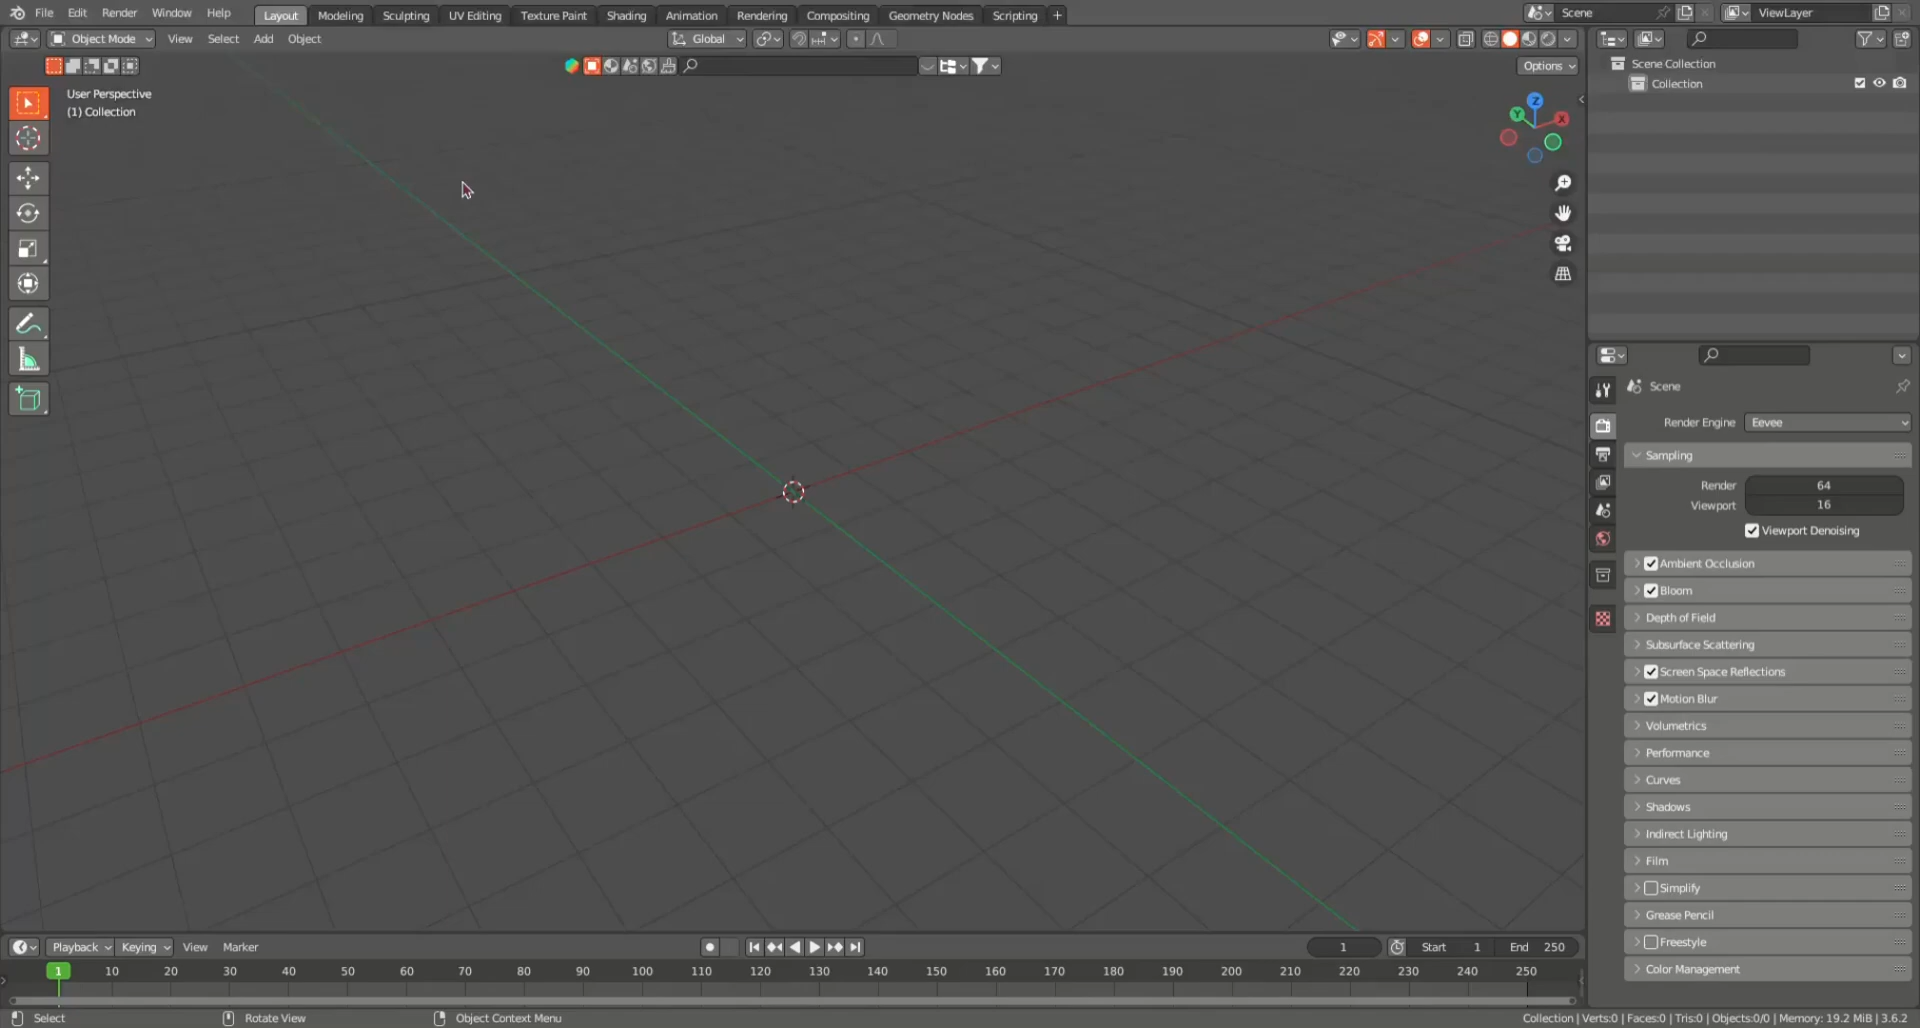 File Edit Render Window Help Layout Modeling Sculpting UV Editing Texture Paint Shading Animation Rendering Compositing Geometry Nodes Scripting + Scene ViewLayer
Object Mode View Select Add Object Global
Options
User Perspective
(1) Collection
Z
Y
X
Scene Collection
Collection
Scene
Render Engine Eevee
Sampling
Render 64
Viewport 16
Viewport Denoising
Ambient Occlusion
Bloom
Depth of Field
Subsurface Scattering
Screen Space Reflections
Motion Blur
Volumetrics
Performance
Curves
Shadows
Indirect Lighting
Film
Simplify
Grease Pencil
Freestyle
Color Management
Playback Keying View Marker 1 Start 1 End 250
1 10 20 30 40 50 60 70 80 90 100 110 120 130 140 150 160 170 180 190 200 210 220 230 240 250
Select Rotate View Object Context Menu Collection | Verts:0 | Faces:0 | Tris:0 | Objects:0/0 | Memory: 19.2 MiB | 3.6.2